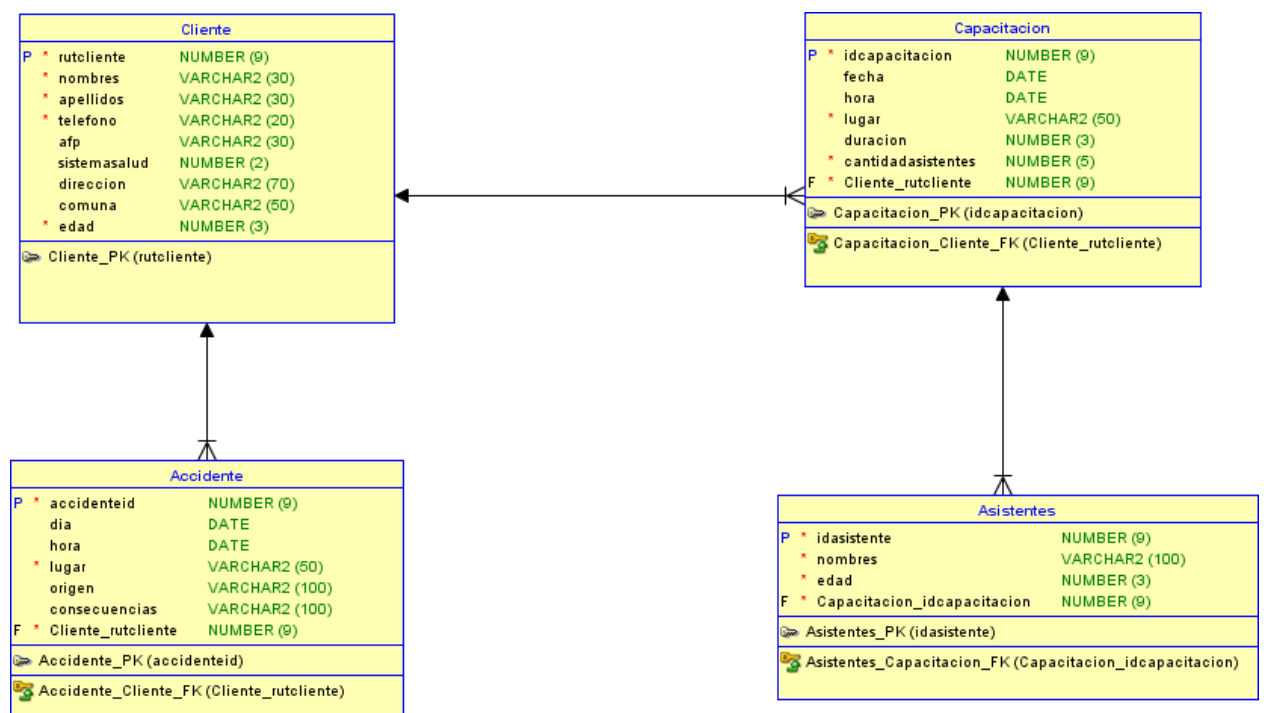 Cliente
P * rutcliente NUMBER (9)
* nombres VARCHAR2 (30)
* apellidos VARCHAR2 (30)
* telefono VARCHAR2 (20)
afp VARCHAR2 (30)
sistemasalud NUMBER (2)
direccion VARCHAR2 (70)
comuna VARCHAR2 (50)
* edad NUMBER (3)
Cliente_PK (rutcliente)
Capacitacion
P * idcapacitacion NUMBER (9)
fecha DATE
hora DATE
* lugar VARCHAR2 (50)
duracion NUMBER (3)
* cantidadasistentes NUMBER (5)
F * Cliente_rutcliente NUMBER (9)
Capacitacion_PK (idcapacitacion)
Capacitacion_Cliente_FK (Cliente_rutcliente)
Accidente
P * accidenteid NUMBER (9)
dia DATE
hora DATE
* lugar VARCHAR2 (50)
origen VARCHAR2 (100)
consecuencias VARCHAR2 (100)
F * Cliente_rutcliente NUMBER (9)
Accidente_PK (accidenteid)
Accidente_Cliente_FK (Cliente_rutcliente)
Asistentes
P * idasistente NUMBER (9)
* nombres VARCHAR2 (100)
* edad NUMBER (3)
F * Capacitacion_idcapacitacion NUMBER (9)
Asistentes_PK (idasistente)
Asistentes_Capacitacion_FK (Capacitacion_idcapacitacion)